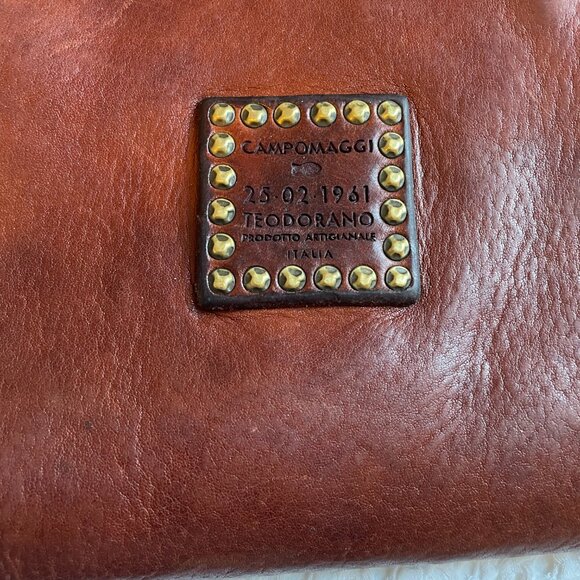 CAMPOMAGGI
25·02·1961
TEODORANO
PRODOTTO ARTIGIANALE
ITALIA